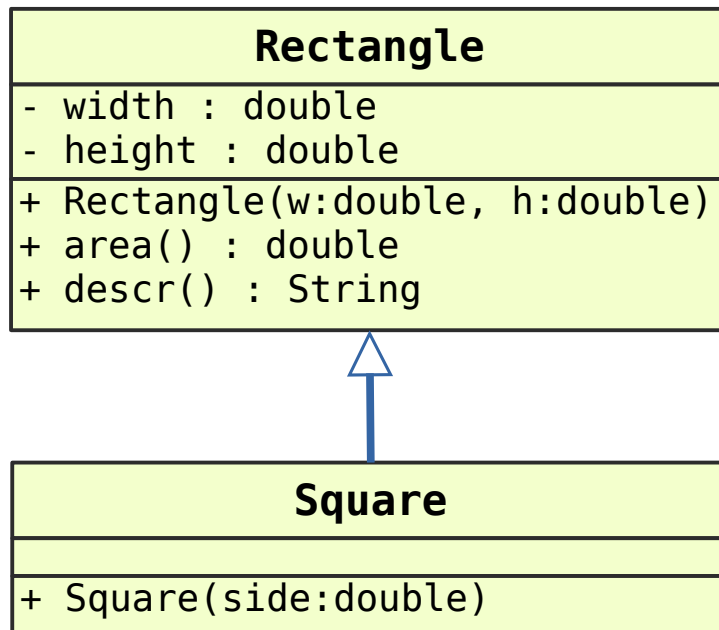 Rectangle
- width : double
- height : double
+ Rectangle(w:double, h:double)
+ area() : double
+ descr() : String
Square
+ Square(side:double)